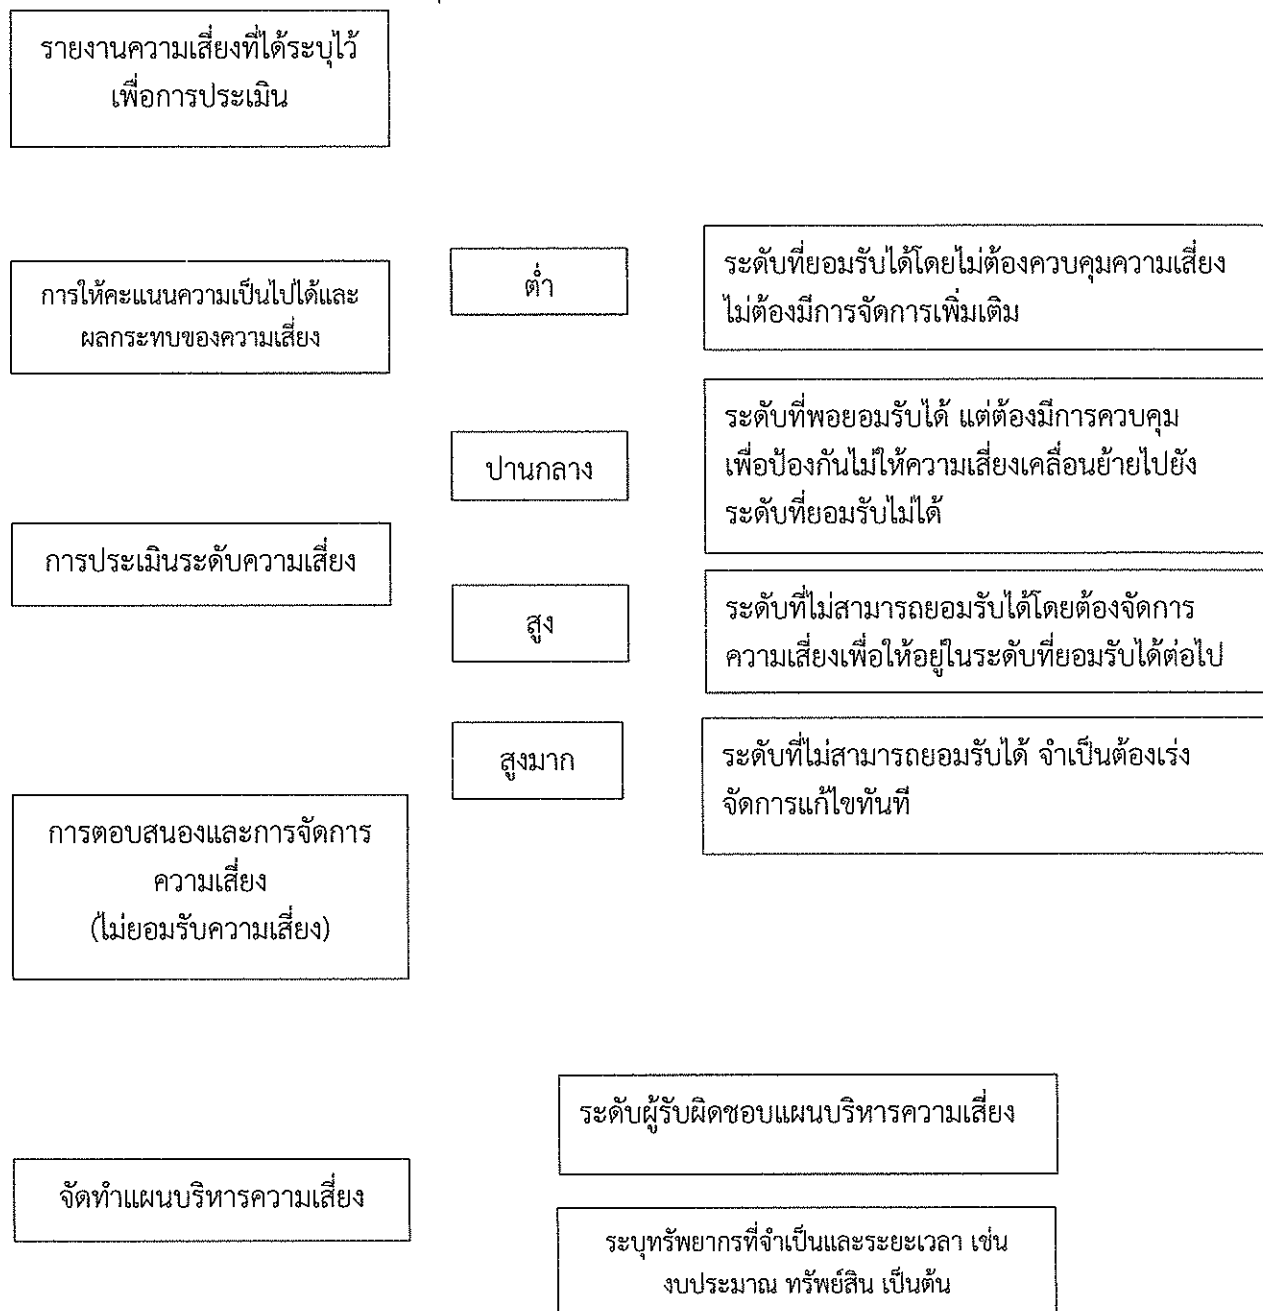 รายงานความเสี่ยงที่ได้ระบุไว้
เพื่อการประเมิน
การให้คะแนนความเป็นไปได้และ
ผลกระทบของความเสี่ยง
ต่ำ
ระดับที่ยอมรับได้โดยไม่ต้องควบคุมความเสี่ยง
ไม่ต้องมีการจัดการเพิ่มเติม
ปานกลาง
ระดับที่พอยอมรับได้ แต่ต้องมีการควบคุม
เพื่อป้องกันไม่ให้ความเสี่ยงเคลื่อนย้ายไปยัง
ระดับที่ยอมรับไม่ได้
การประเมินระดับความเสี่ยง
สูง
ระดับที่ไม่สามารถยอมรับได้โดยต้องจัดการ
ความเสี่ยงเพื่อให้อยู่ในระดับที่ยอมรับได้ต่อไป
สูงมาก
ระดับที่ไม่สามารถยอมรับได้ จำเป็นต้องเร่ง
จัดการแก้ไขทันที
การตอบสนองและการจัดการ
ความเสี่ยง
(ไม่ยอมรับความเสี่ยง)
ระดับผู้รับผิดชอบแผนบริหารความเสี่ยง
จัดทำแผนบริหารความเสี่ยง
ระบุทรัพยากรที่จำเป็นและระยะเวลา เช่น
งบประมาณ ทรัพย์สิน เป็นต้น